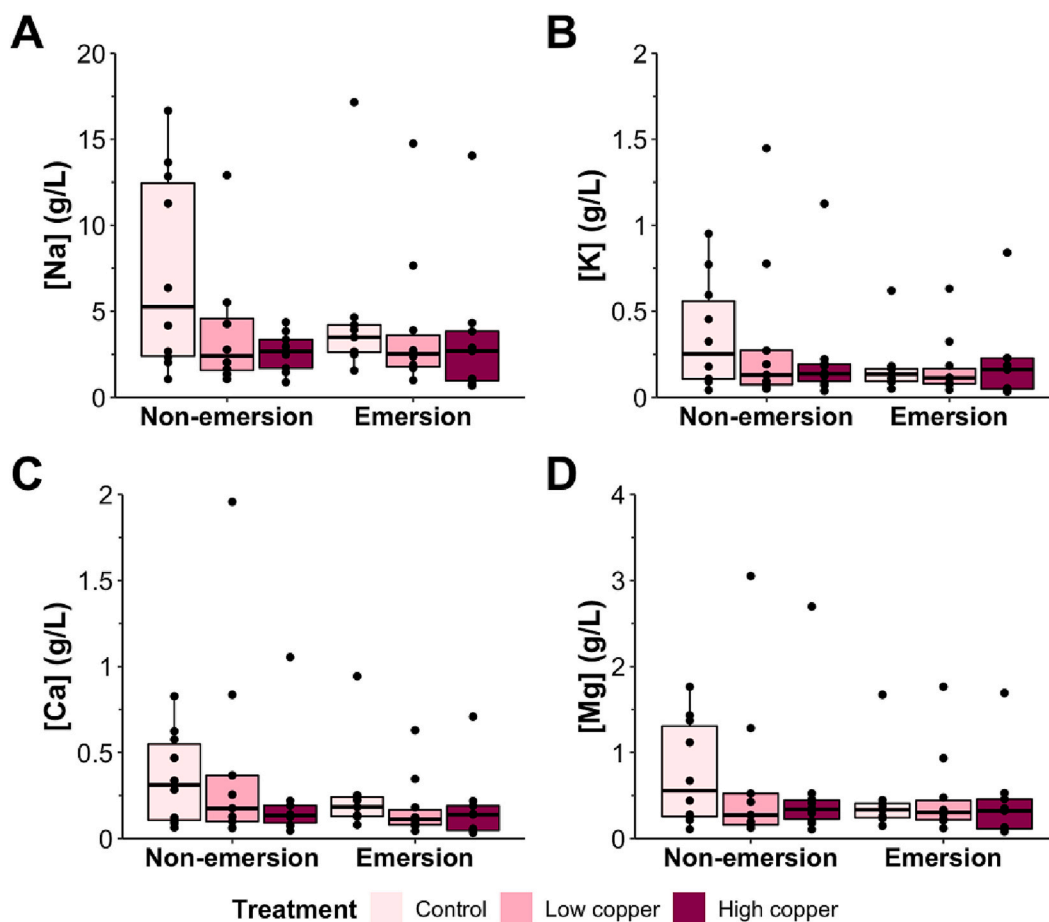 A
[Na] (g/L)
20
15
10
5
0
Non-emersion Emersion
B
[K] (g/L)
2
1.5
1
0.5
0
Non-emersion Emersion
C
[Ca] (g/L)
2
1.5
1
0.5
0
Non-emersion Emersion
D
[Mg] (g/L)
4
3
2
1
0
Non-emersion Emersion
Treatment Control Low copper High copper